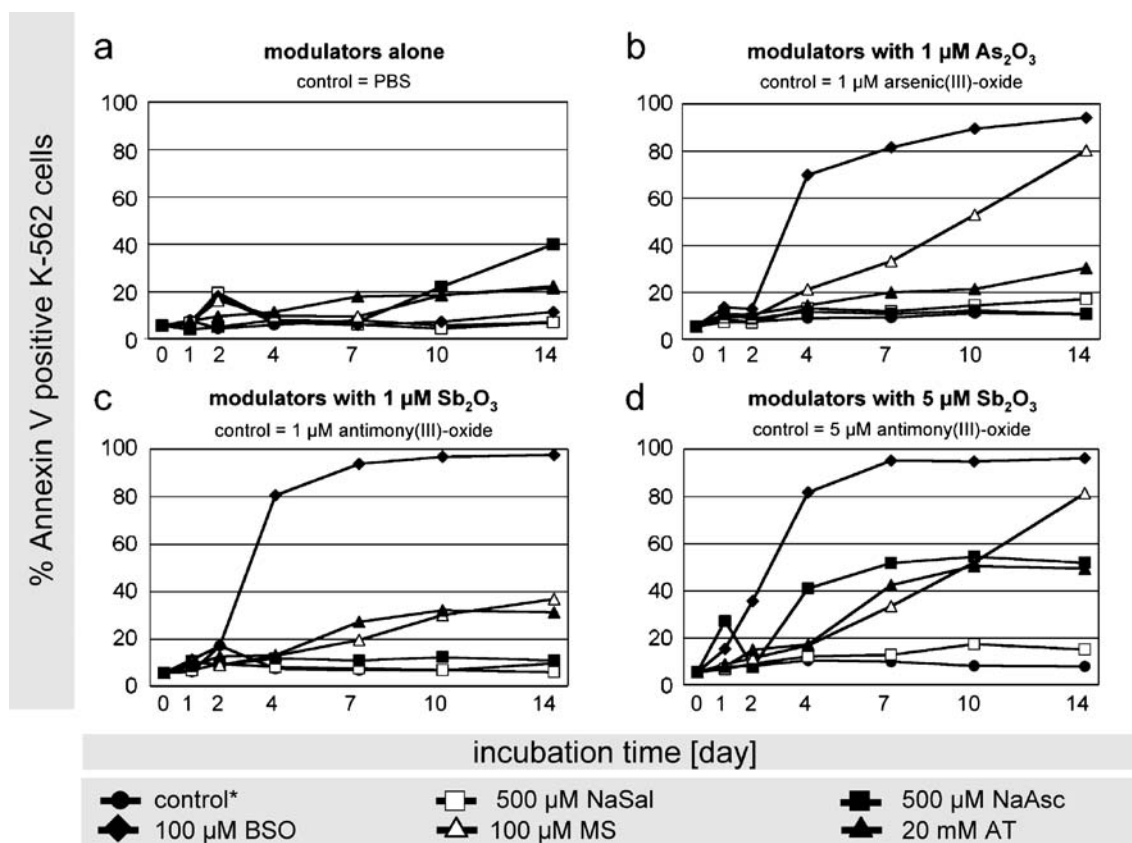 % Annexin V positive K-562 cells
a
modulators alone
control = PBS
100
80
60
40
20
0
0 1 2 4 7 10 14
b
modulators with 1 µM As₂O₃
control = 1 µM arsenic(III)-oxide
100
80
60
40
20
0
0 1 2 4 7 10 14
c
modulators with 1 µM Sb₂O₃
control = 1 µM antimony(III)-oxide
100
80
60
40
20
0
0 1 2 4 7 10 14
d
modulators with 5 µM Sb₂O₃
control = 5 µM antimony(III)-oxide
100
80
60
40
20
0
0 1 2 4 7 10 14
incubation time [day]
control* 500 µM NaSal 500 µM NaAsc
100 µM BSO 100 µM MS 20 mM AT